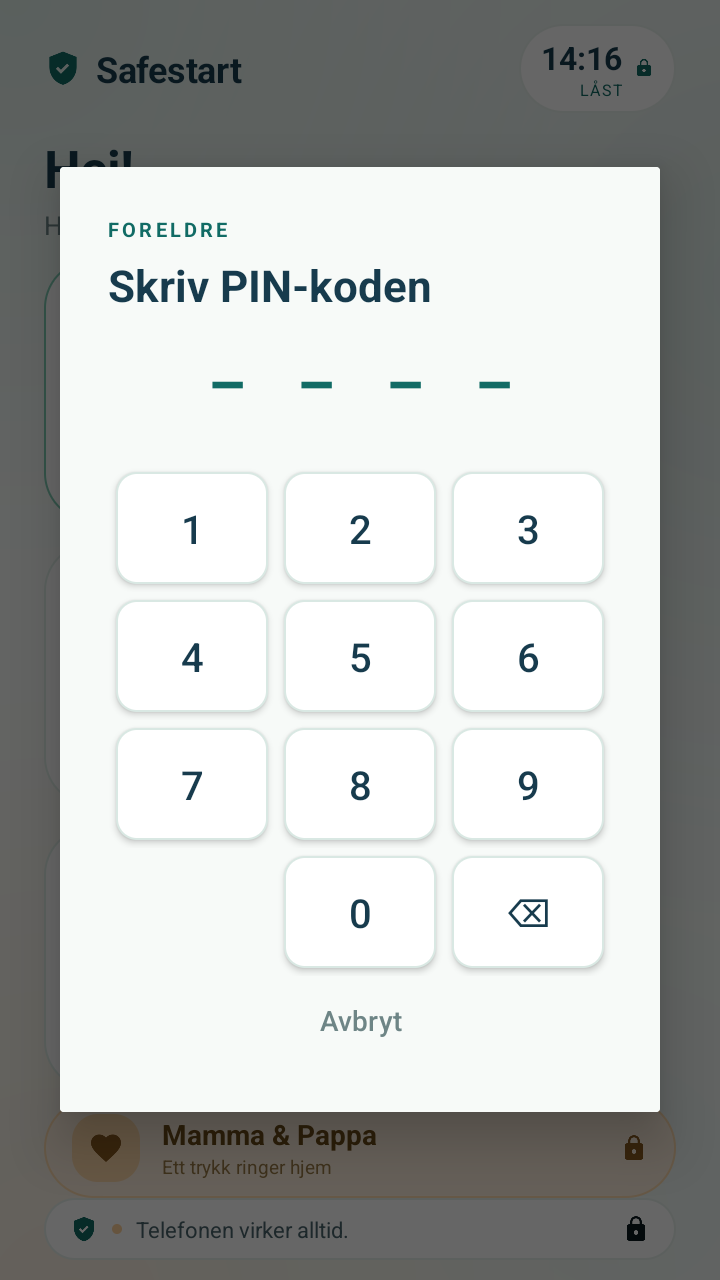 Safestart
14:16
LÅST
Hei!
FORELDRE
Skriv PIN-koden
1 2 3
4 5 6
7 8 9
0
Avbryt
Mamma & Pappa
Ett trykk ringer hjem
Telefonen virker alltid.